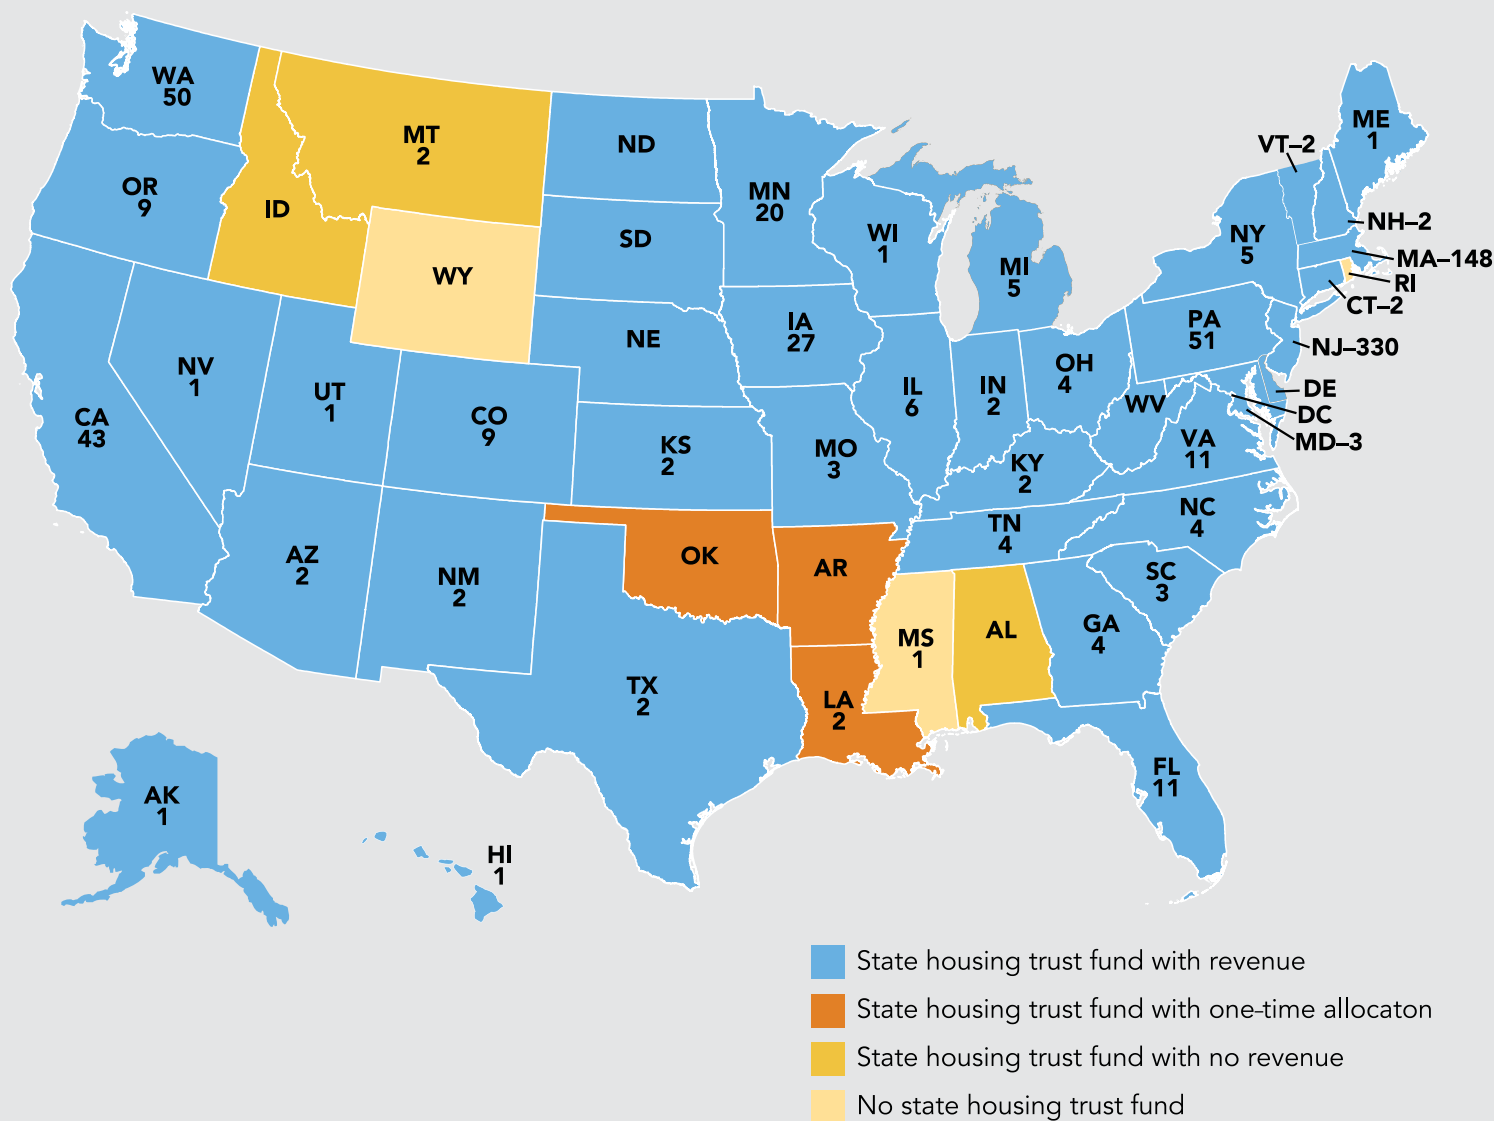 WA
50
MT
2
ND
ME
1
VT–2
OR
9
ID
MN
20
SD
WI
1
NH–2
NY
5
MI
5
MA–148
RI
CT–2
WY
IA
27
PA
51
NE
NJ–330
NV
1
UT
1
CO
9
IL
6
IN
2
OH
4
DE
WV
DC
CA
43
KS
2
MO
3
VA
11
MD–3
KY
2
NC
4
TN
4
AZ
2
NM
2
OK
AR
SC
3
MS
1
AL
GA
4
TX
2
LA
2
FL
11
AK
1
HI
1
State housing trust fund with revenue
State housing trust fund with one-time allocaton
State housing trust fund with no revenue
No state housing trust fund